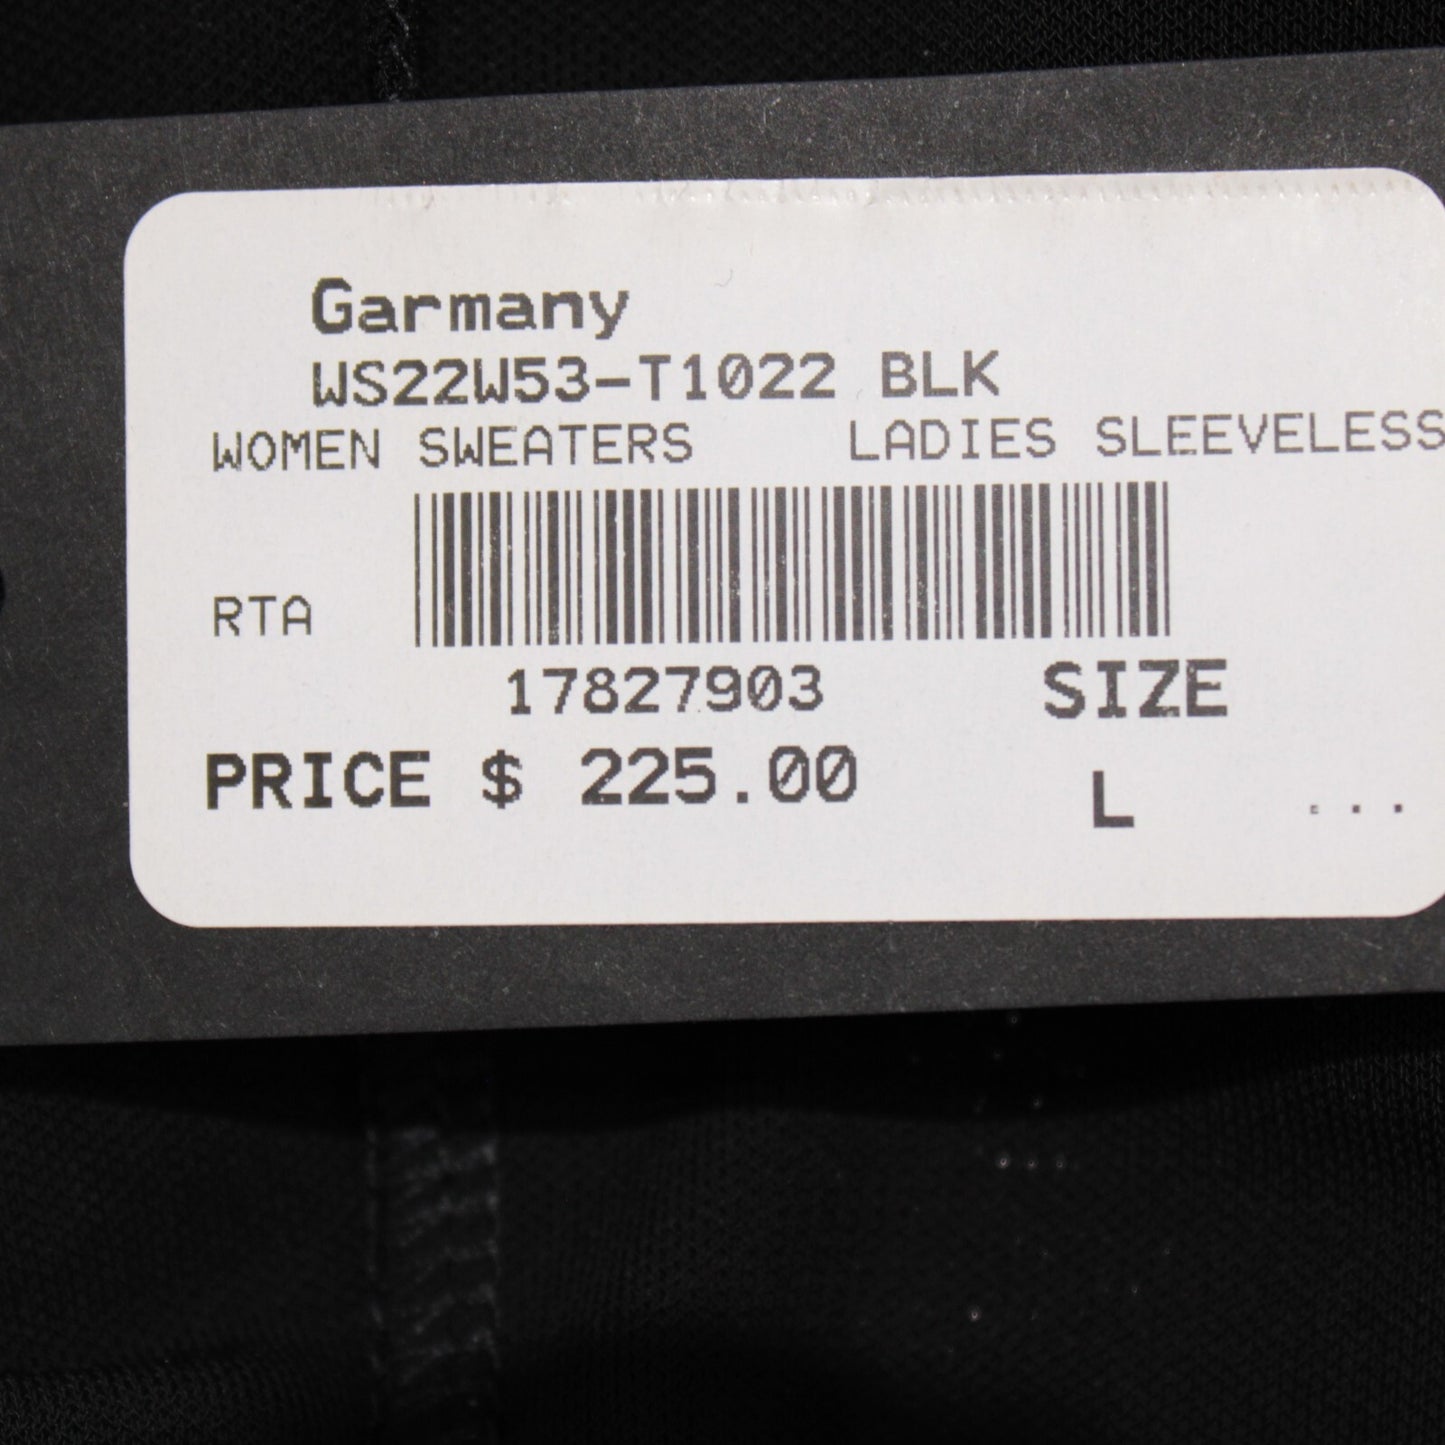 Garmany
WS22W53-T1022 BLK
WOMEN SWEATERS LADIES SLEEVELESS
RTA
17827903
SIZE
PRICE $ 225.00
L ...